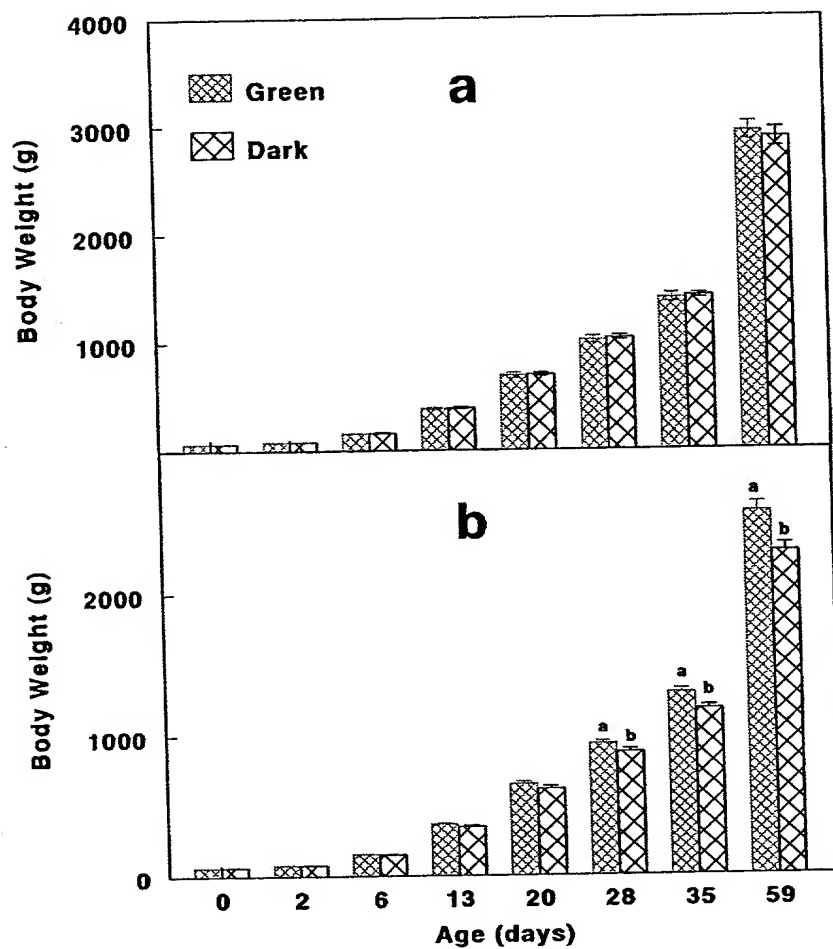 4000
3000
2000
1000
Body Weight (g)
Green
Dark
a
b
2000
1000
0
Body Weight (g)
a
b
a
b
a
b
0 2 6 13 20 28 35 59
Age (days)